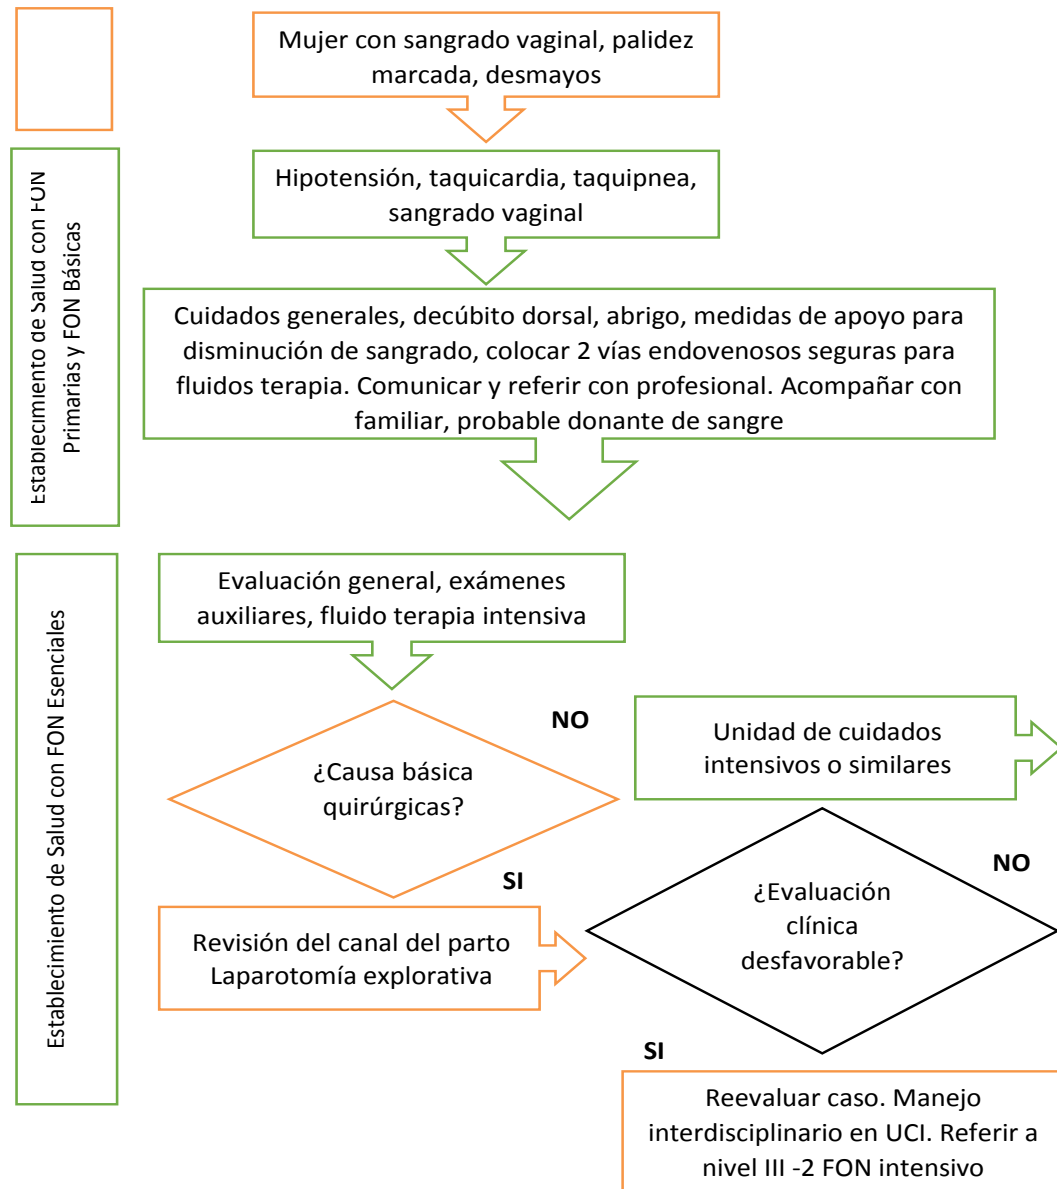 Mujer con sangrado vaginal, palidez
marcada, desmayos
Establecimiento de Salud con FON
Primarias y FON Básicas
Hipotensión, taquicardia, taquipnea,
sangrado vaginal
Cuidados generales, decúbito dorsal, abrigo, medidas de apoyo para
disminución de sangrado, colocar 2 vías endovenosos seguras para
fluidos terapia. Comunicar y referir con profesional. Acompañar con
familiar, probable donante de sangre
Establecimiento de Salud con FON Esenciales
Evaluación general, exámenes
auxiliares, fluido terapia intensiva
¿Causa básica
quirúrgicas?
NO
Unidad de cuidados
intensivos o similares
SI
Revisión del canal del parto
Laparotomía explorativa
¿Evaluación
clínica
desfavorable?
NO
SI
Reevaluar caso. Manejo
interdisciplinario en UCI. Referir a
nivel III -2 FON intensivo